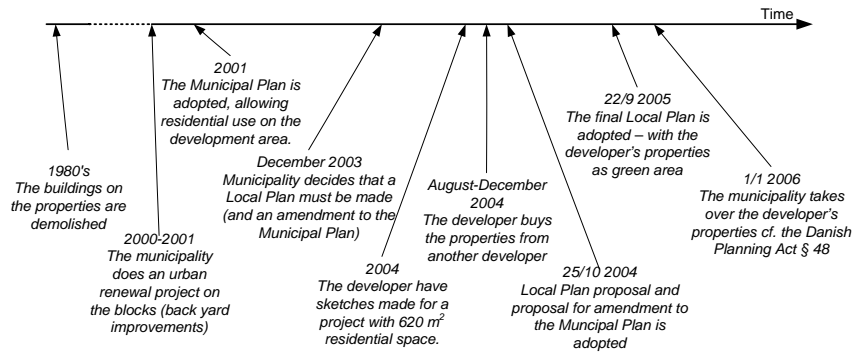 Time
1980's
The buildings on
the properties are
demolished
2000-2001
The municipality
does an urban
renewal project on
the blocks (back yard
improvements)
2001
The Municipal Plan is
adopted, allowing
residential use on the
development area.
December 2003
Municipality decides that a
Local Plan must be made
(and an amendment to the
Municipal Plan)
2004
The developer have
sketches made for a
project with 620 m²
residential space.
August-December
2004
The developer buys
the properties from
another developer
25/10 2004
Local Plan proposal and
proposal for amendment to
the Muncipal Plan is
adopted
22/9 2005
The final Local Plan is
adopted – with the
developer's properties
as green area
1/1 2006
The municipality takes
over the developer's
properties cf. the Danish
Planning Act § 48